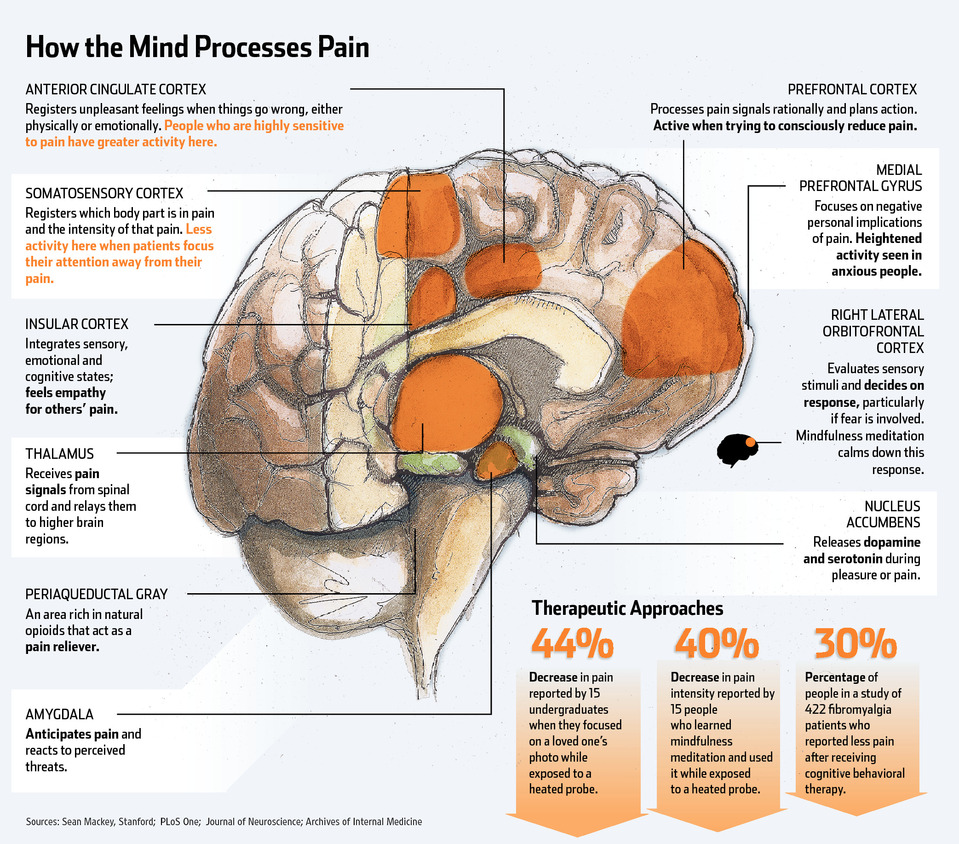 How the Mind Processes Pain
ANTERIOR CINGULATE CORTEX
Registers unpleasant feelings when things go wrong, either
physically or emotionally. People who are highly sensitive
to pain have greater activity here.
SOMATOSENSORY CORTEX
Registers which body part is in pain
and the intensity of that pain. Less
activity here when patients focus
their attention away from their
pain.
INSULAR CORTEX
Integrates sensory,
emotional and
cognitive states;
feels empathy
for others’ pain.
THALAMUS
Receives pain
signals from spinal
cord and relays them
to higher brain
regions.
PERIAQUEDUCTAL GRAY
An area rich in natural
opioids that act as a
pain reliever.
AMYGDALA
Anticipates pain and
reacts to perceived
threats.
PREFRONTAL CORTEX
Processes pain signals rationally and plans action.
Active when trying to consciously reduce pain.
MEDIAL
PREFRONTAL GYRUS
Focuses on negative
personal implications
of pain. Heightened
activity seen in
anxious people.
RIGHT LATERAL
ORBITOFRONTAL
CORTEX
Evaluates sensory
stimuli and decides on
response, particularly
if fear is involved.
Mindfulness meditation
calms down this
response.
NUCLEUS
ACCUMBENS
Releases dopamine
and serotonin during
pleasure or pain.
Therapeutic Approaches
44%
Decrease in pain
reported by 15
undergraduates
when they focused
on a loved one’s
photo while
exposed to a
heated probe.
40%
Decrease in pain
intensity reported by
15 people
who learned
mindfulness
meditation and used
it while exposed
to a heated probe.
30%
Percentage of
people in a study of
422 fibromyalgia
patients who
reported less pain
after receiving
cognitive behavioral
therapy.
Sources: Sean Mackey, Stanford; PLoS One; Journal of Neuroscience; Archives of Internal Medicine